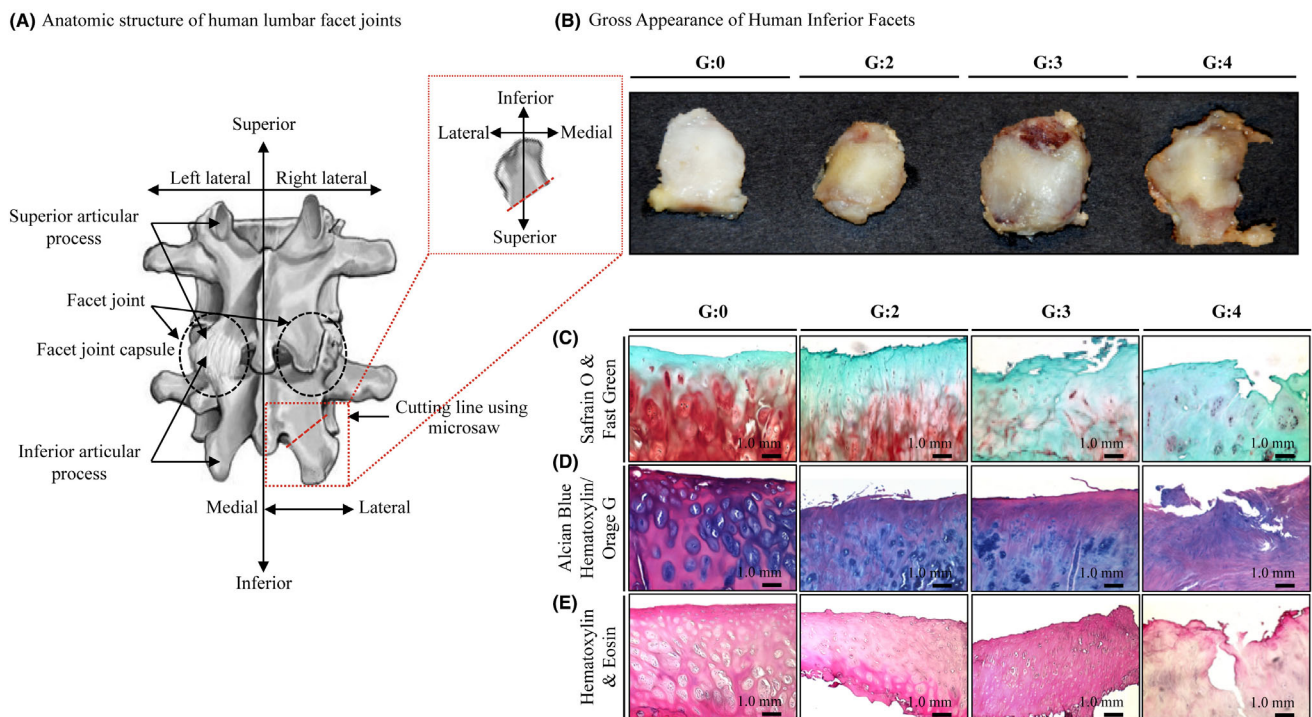 (A) Anatomic structure of human lumbar facet joints
Superior
Left lateral
Right lateral
Superior articular
process
Facet joint
Facet joint capsule
Inferior articular
process
Medial
Lateral
Inferior
Cutting line using
microsaw
Inferior
Lateral
Medial
Superior
(B) Gross Appearance of Human Inferior Facets
G:0
G:2
G:3
G:4
G:0
G:2
G:3
G:4
(C)
Safrain O &
Fast Green
1.0 mm
1.0 mm
1.0 mm
1.0 mm
(D)
Alcian Blue
Hematoxylin/
Orage G
1.0 mm
1.0 mm
1.0 mm
1.0 mm
(E)
Hematoxylin
& Eosin
1.0 mm
1.0 mm
1.0 mm
1.0 mm